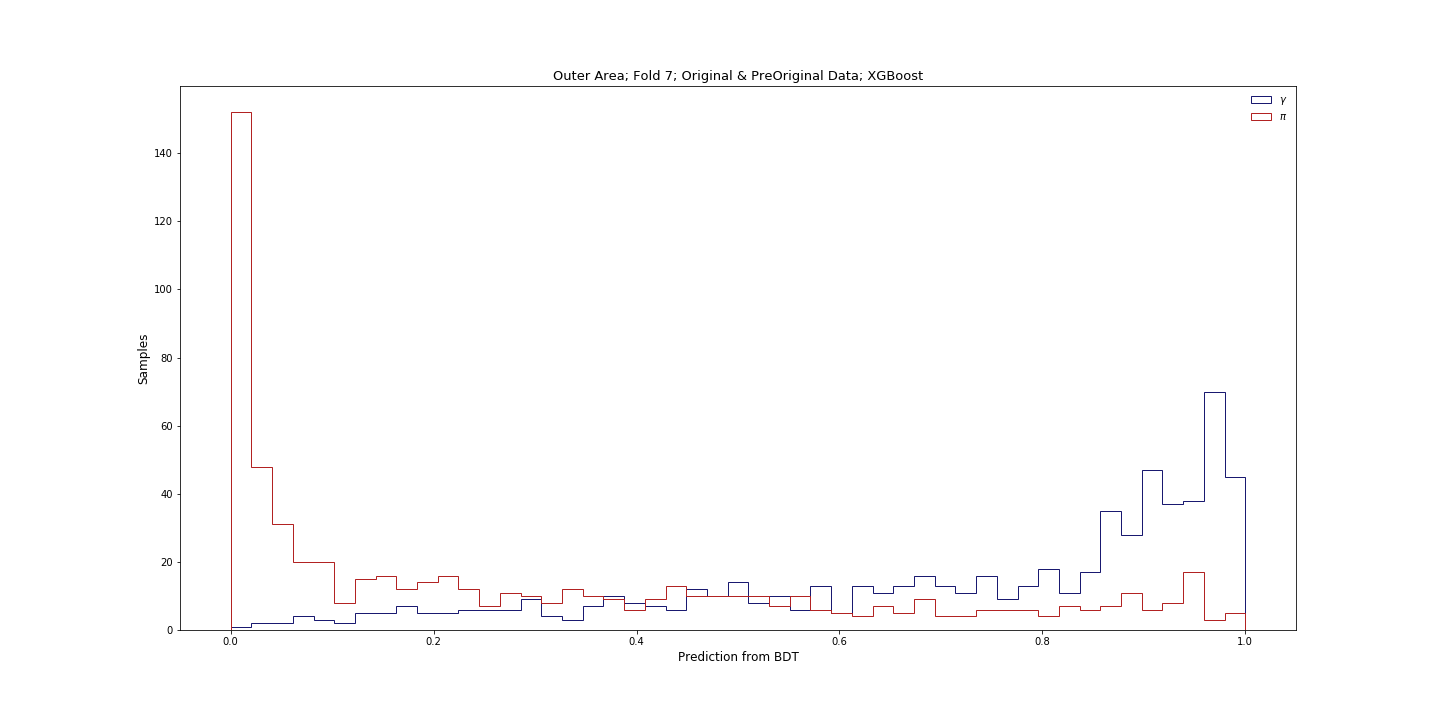 Outer Area; Fold 7; Original & PreOriginal Data; XGBoost
γ
π
140
120
100
80
60
40
20
0
Samples
0.0 0.2 0.4 0.6 0.8 1.0
Prediction from BDT